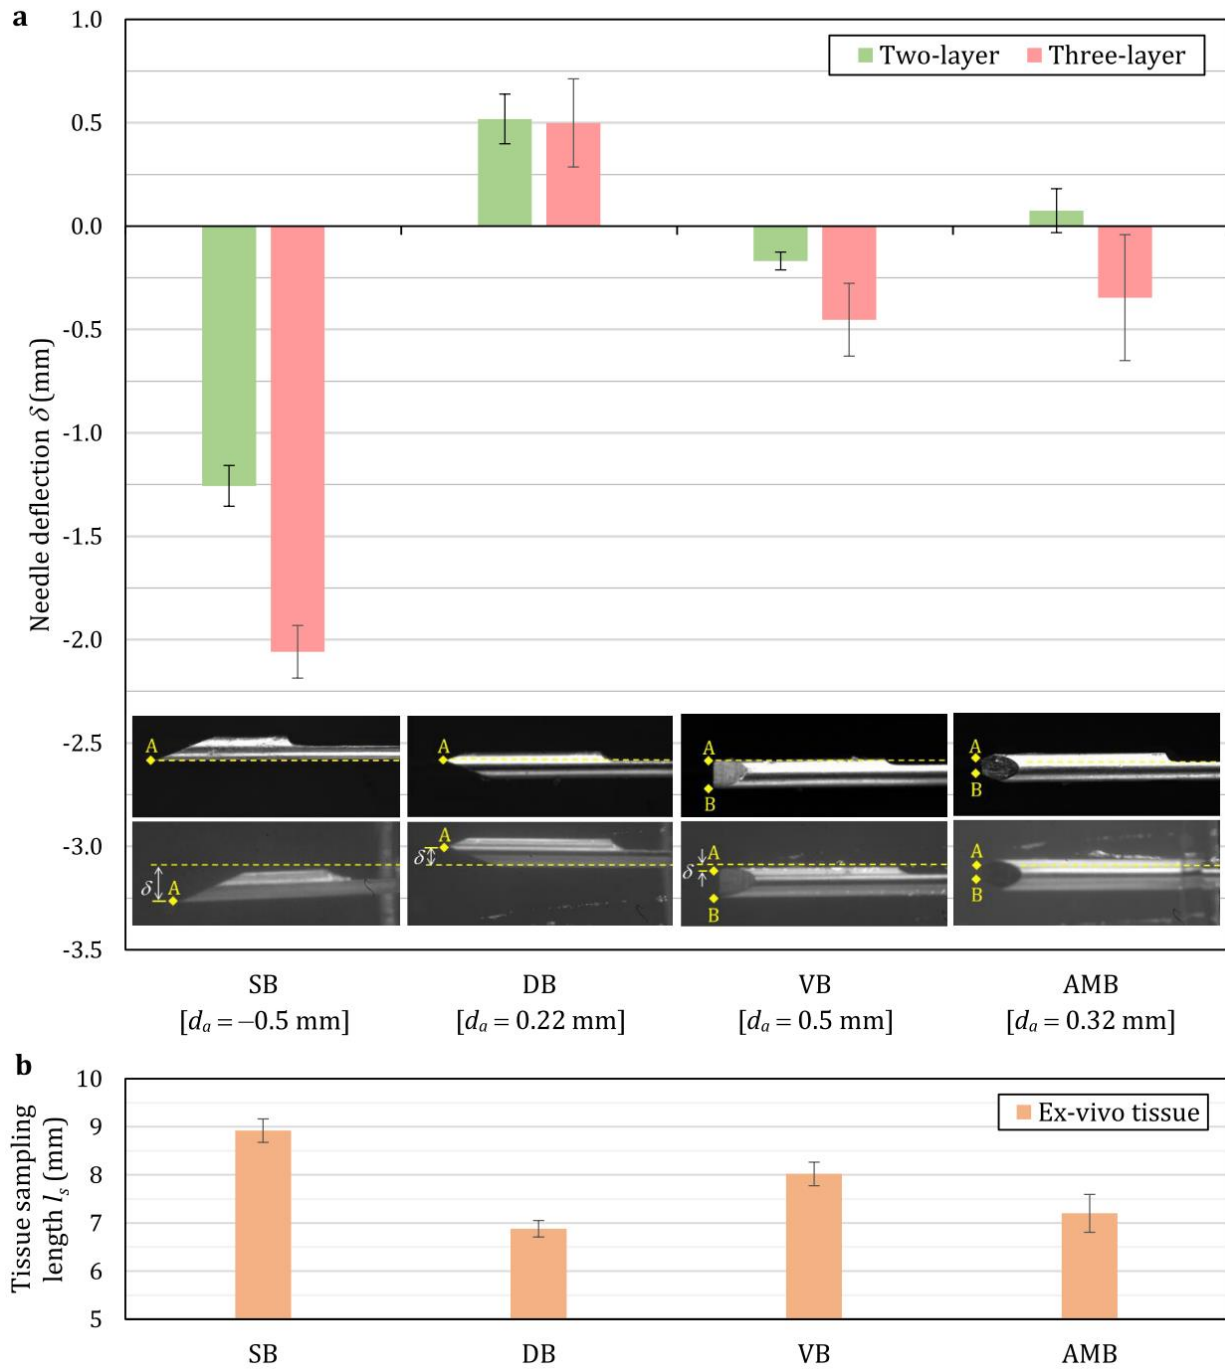 a
1.0
Two-layer Three-layer
0.5
0.0
-0.5
-1.0
-1.5
-2.0
-2.5
-3.0
-3.5
Needle deflection δ (mm)
A A A A
B B
δ A δ A δ A A
B B
SB DB VB AMB
[dₐ = −0.5 mm] [dₐ = 0.22 mm] [dₐ = 0.5 mm] [dₐ = 0.32 mm]
b
10
Ex-vivo tissue
9
8
7
6
5
Tissue sampling
length lₛ (mm)
SB DB VB AMB